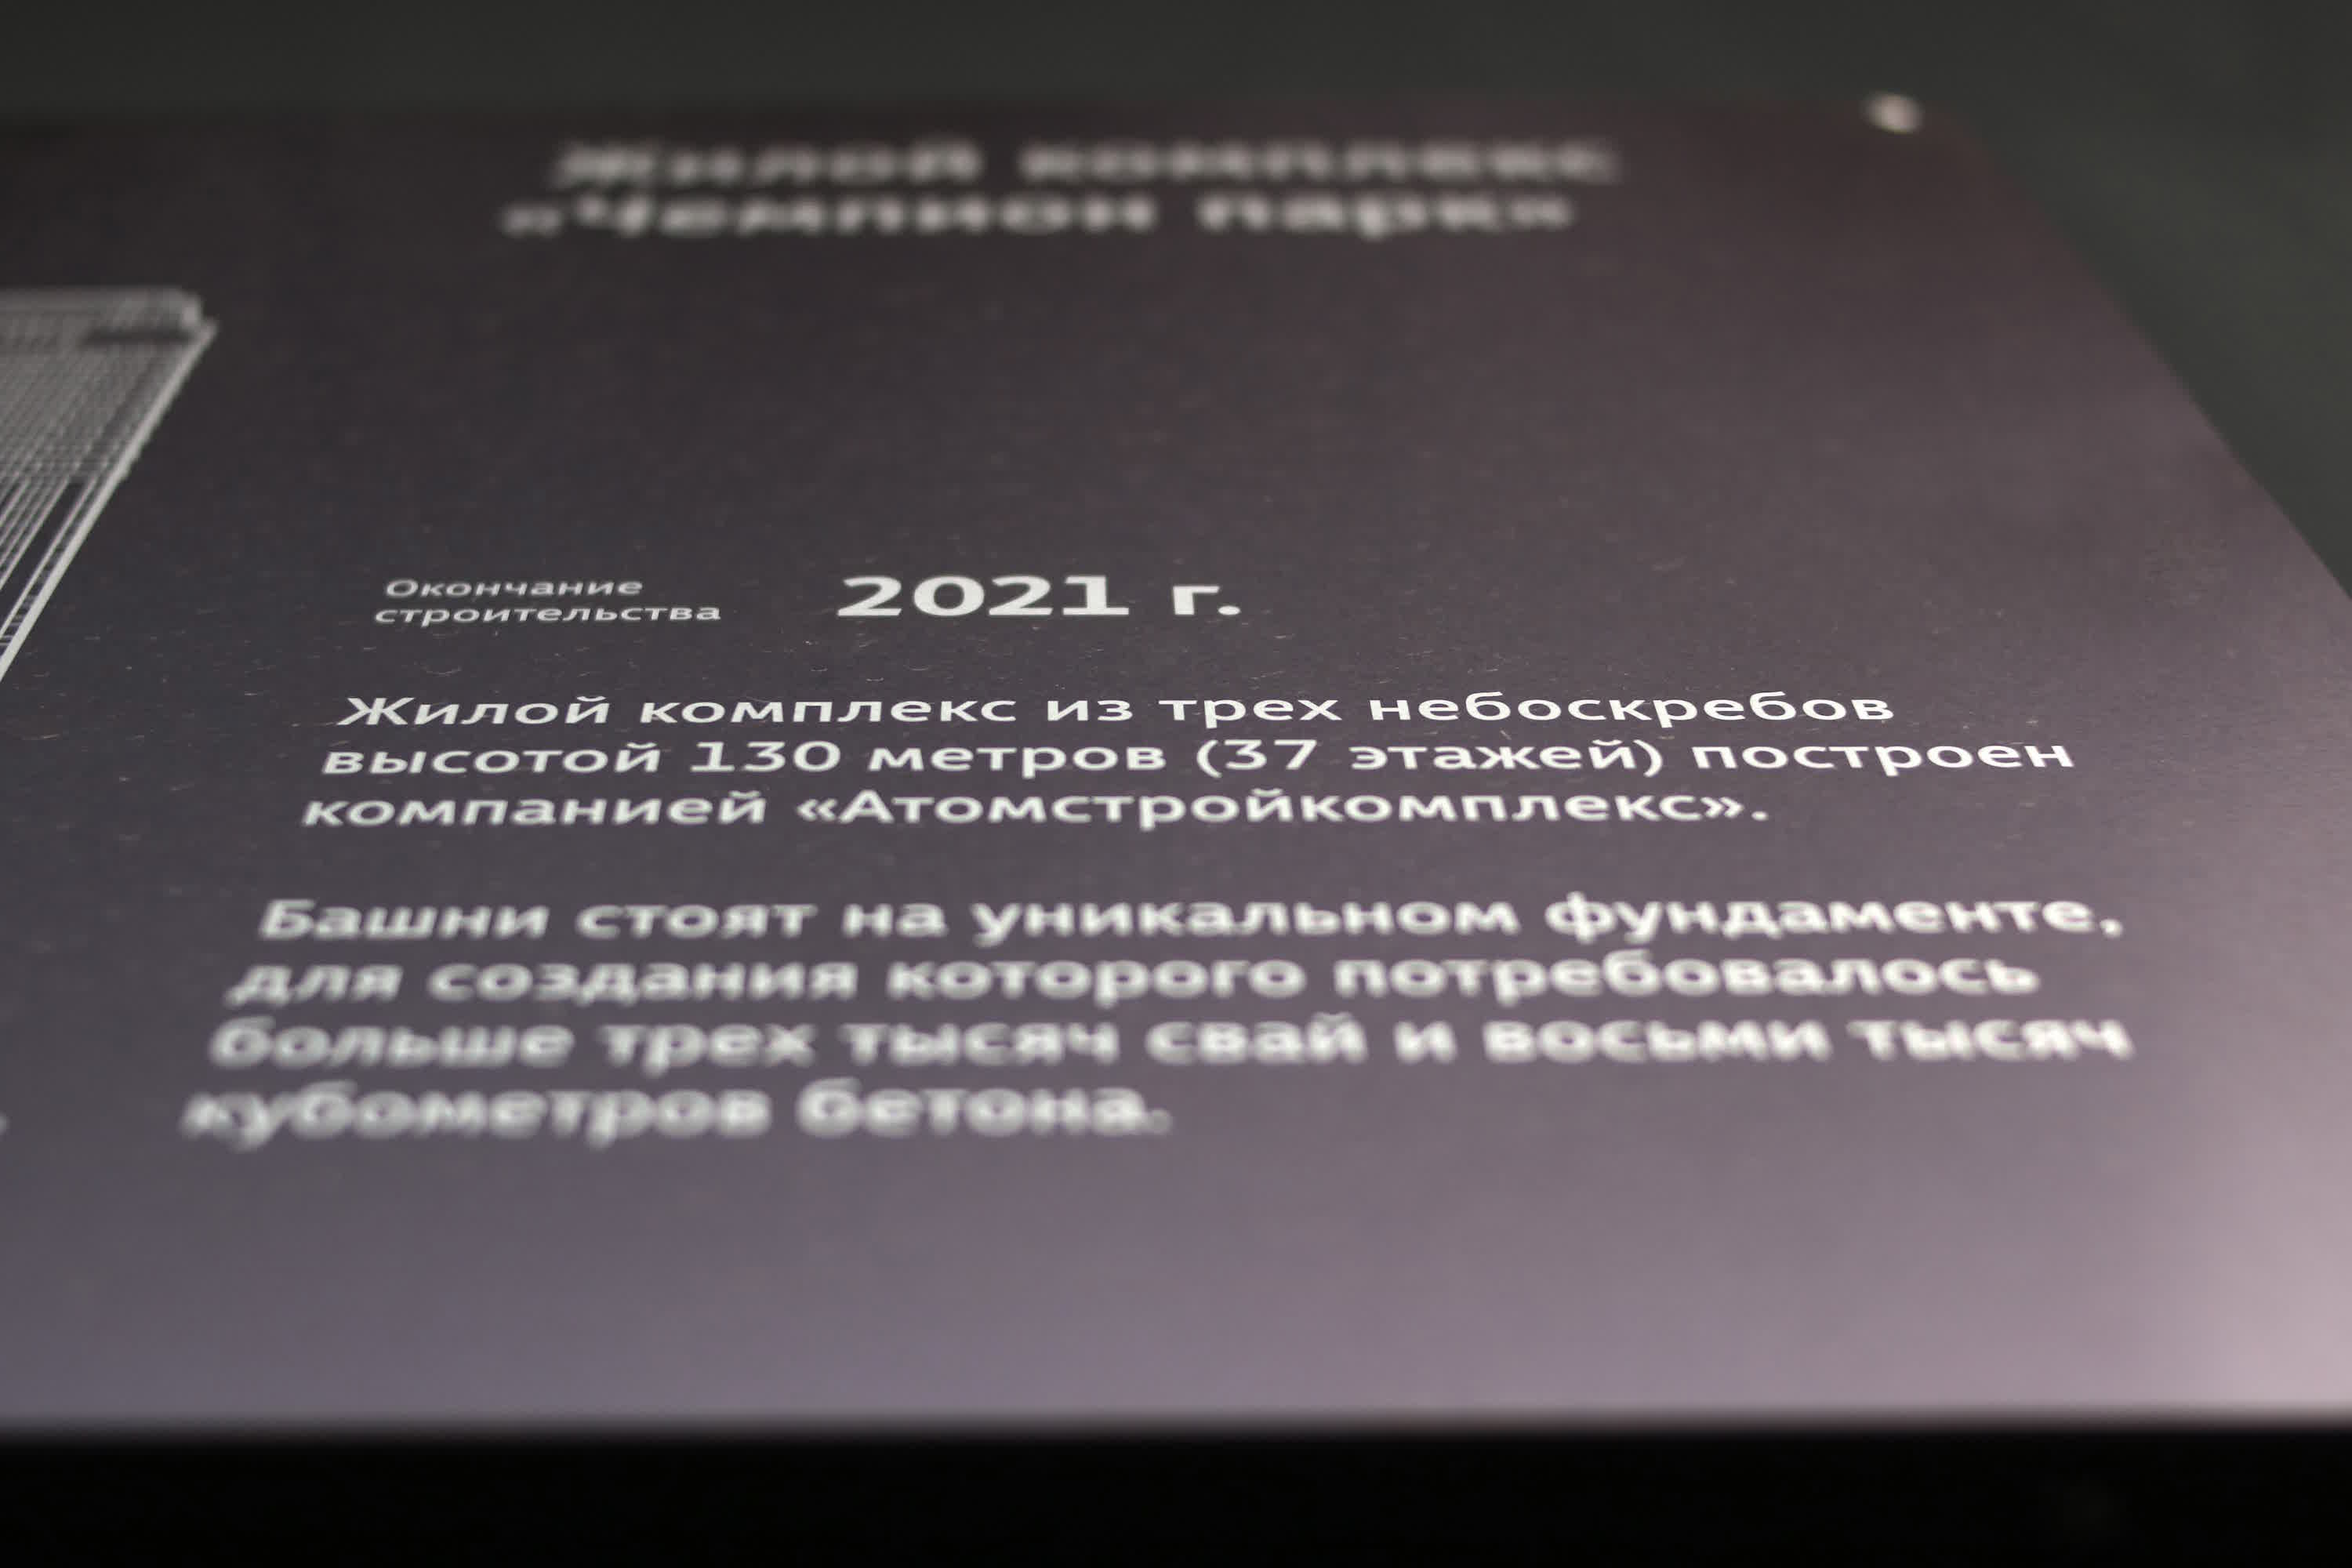 Жилой комплекс
«Чемпион парк»
Окончание
строительства
2021 г.
Жилой комплекс из трех небоскребов
высотой 130 метров (37 этажей) построен
компанией «Атомстройкомплекс».
Башни стоят на уникальном фундаменте,
для создания которого потребовалось
больше трех тысяч свай и восьми тысяч
кубометров бетона.